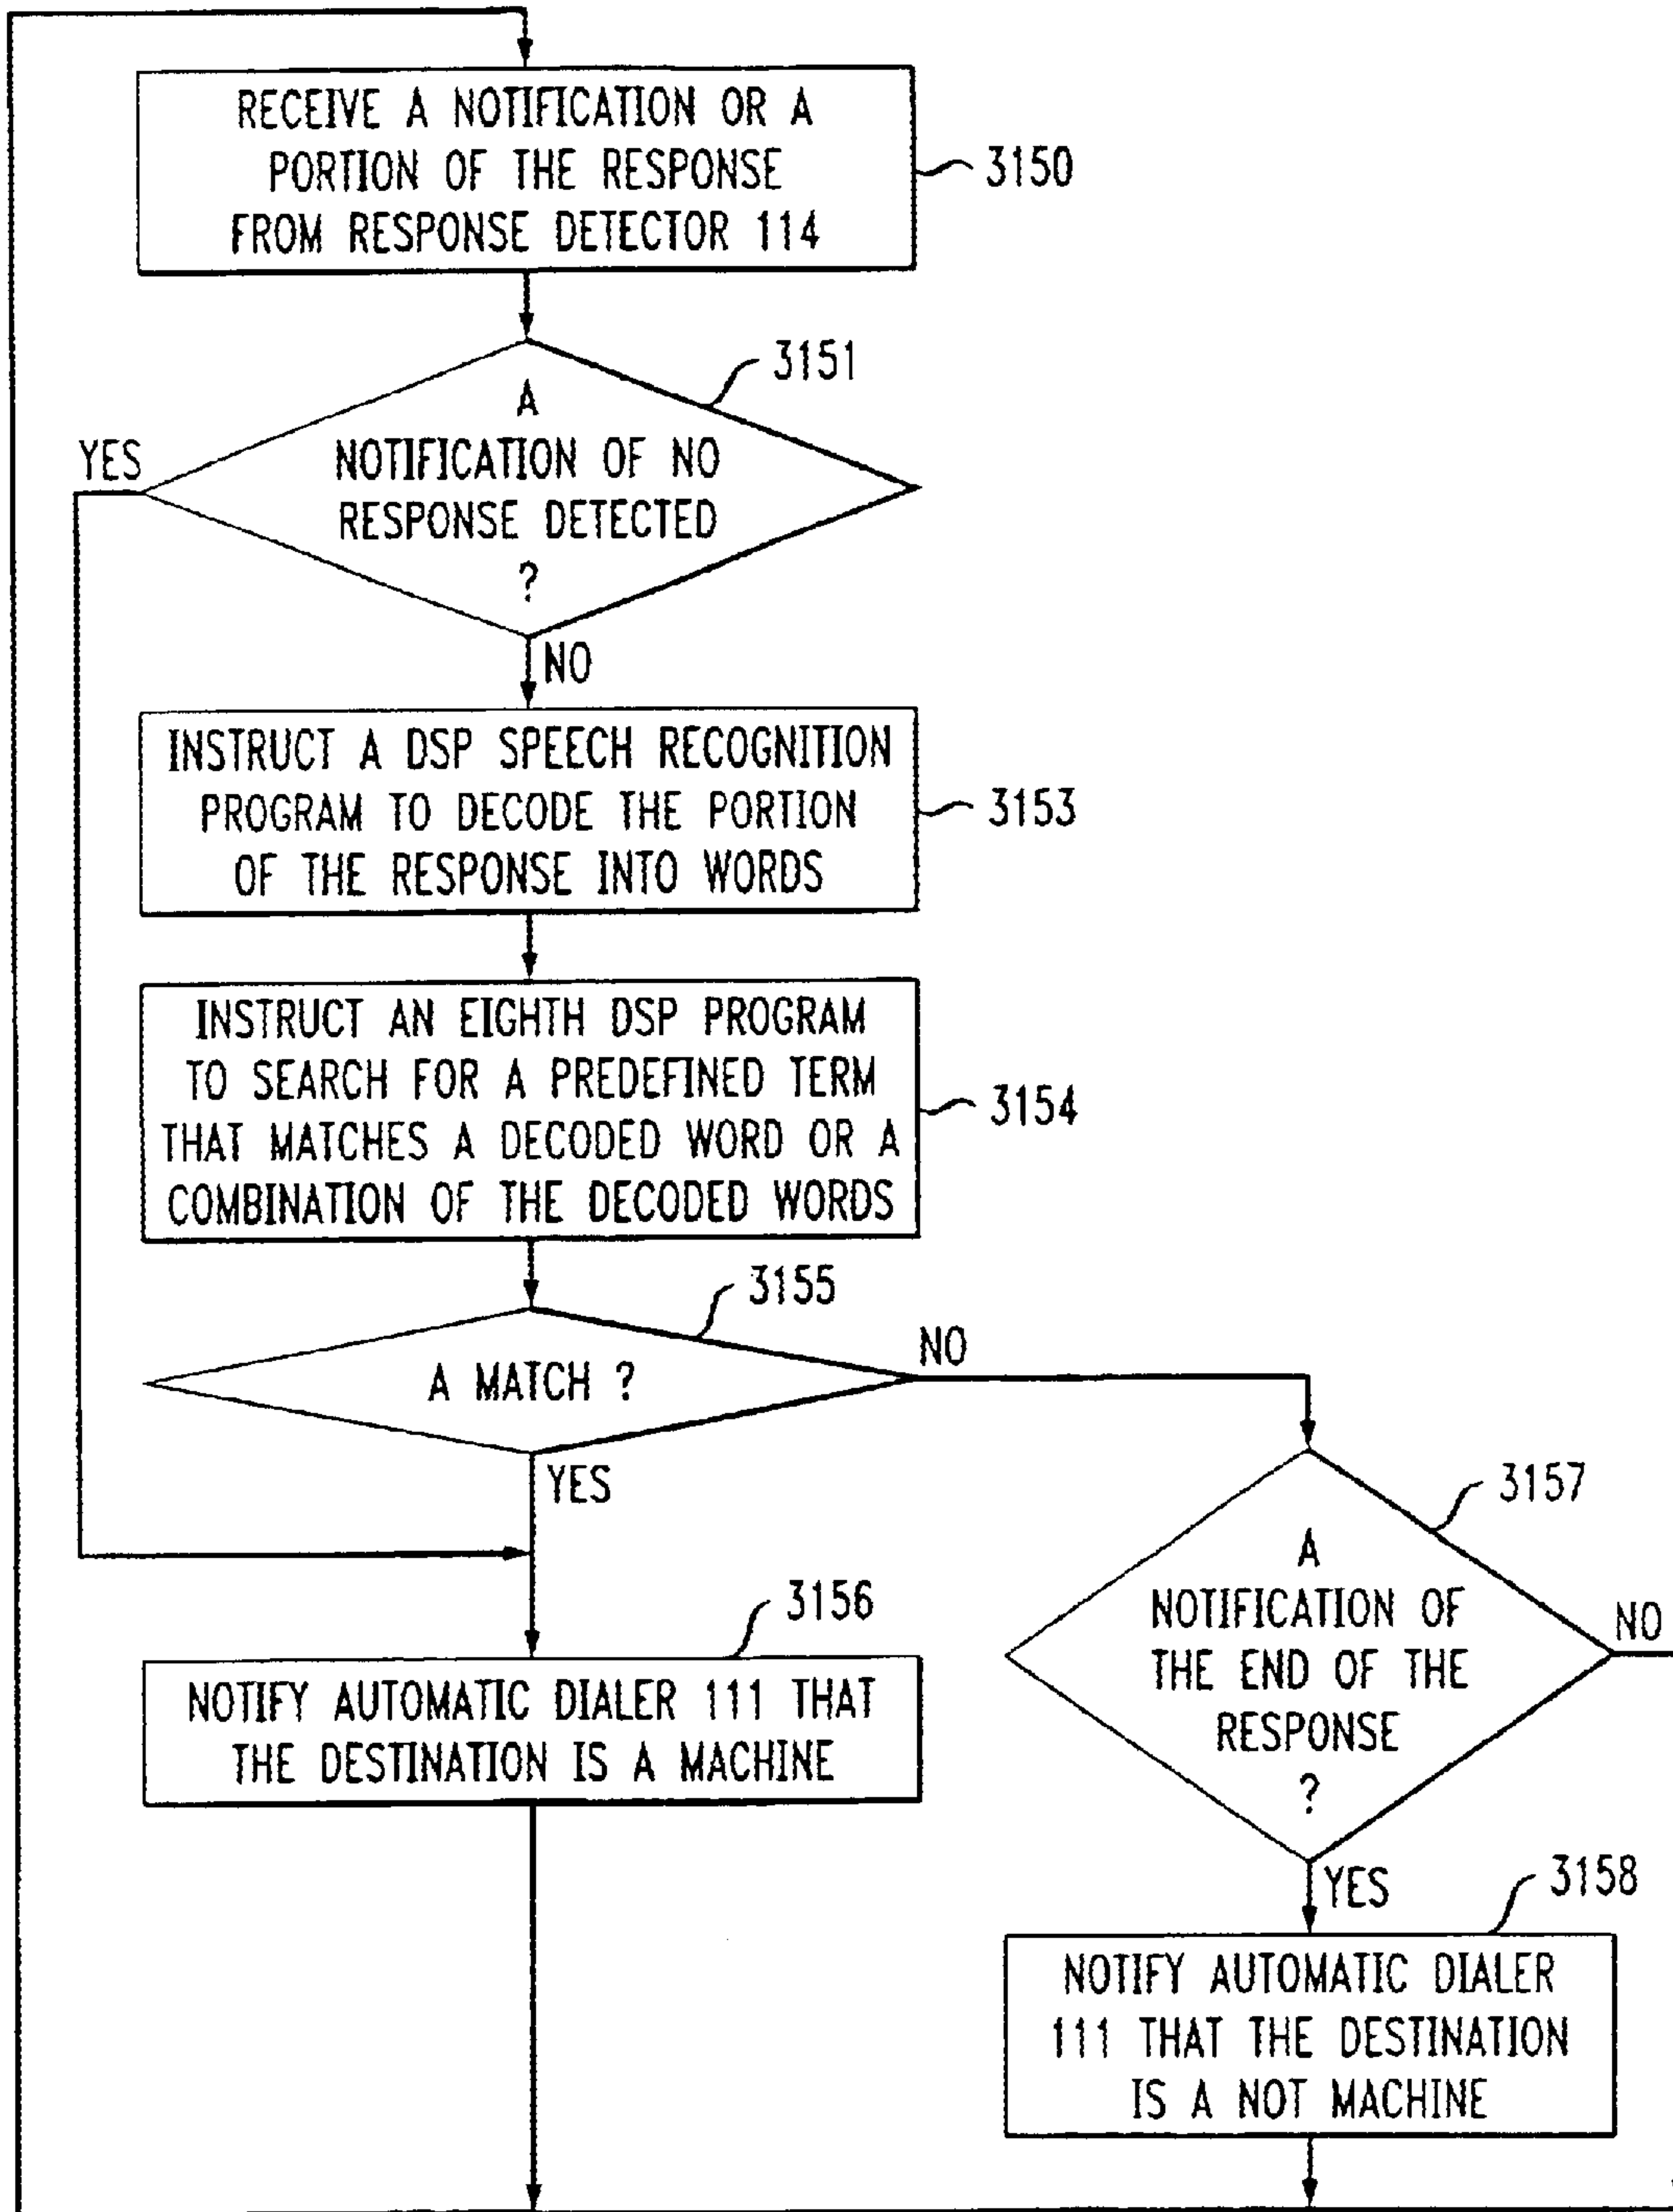 RECEIVE A NOTIFICATION OR A
PORTION OF THE RESPONSE
FROM RESPONSE DETECTOR 114
3150
3151
A
NOTIFICATION OF NO
RESPONSE DETECTED
?
YES
NO
INSTRUCT A DSP SPEECH RECOGNITION
PROGRAM TO DECODE THE PORTION
OF THE RESPONSE INTO WORDS
3153
INSTRUCT AN EIGHTH DSP PROGRAM
TO SEARCH FOR A PREDEFINED TERM
THAT MATCHES A DECODED WORD OR A
COMBINATION OF THE DECODED WORDS
3154
3155
A MATCH ?
NO
YES
3157
A
NOTIFICATION OF
THE END OF THE
RESPONSE
?
NO
YES
3156
NOTIFY AUTOMATIC DIALER 111 THAT
THE DESTINATION IS A MACHINE
3158
NOTIFY AUTOMATIC DIALER
111 THAT THE DESTINATION
IS A NOT MACHINE